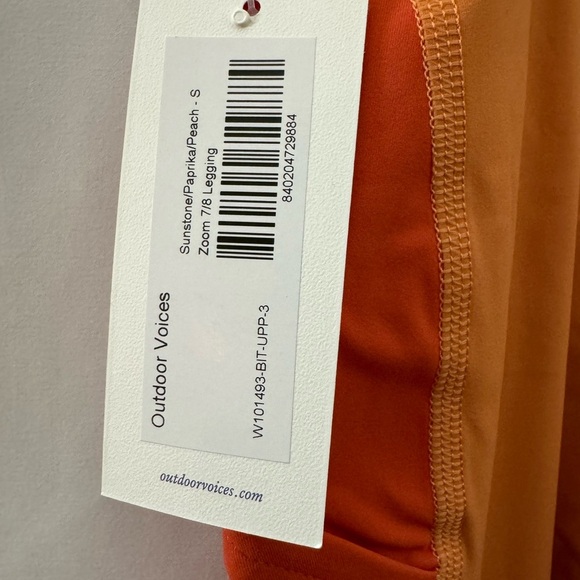 Sunstone/Paprika/Peach - S
Zoom 7/8 Legging
840204729884
Outdoor Voices
W101493-BIT-UPP-3
outdoorvoices.com